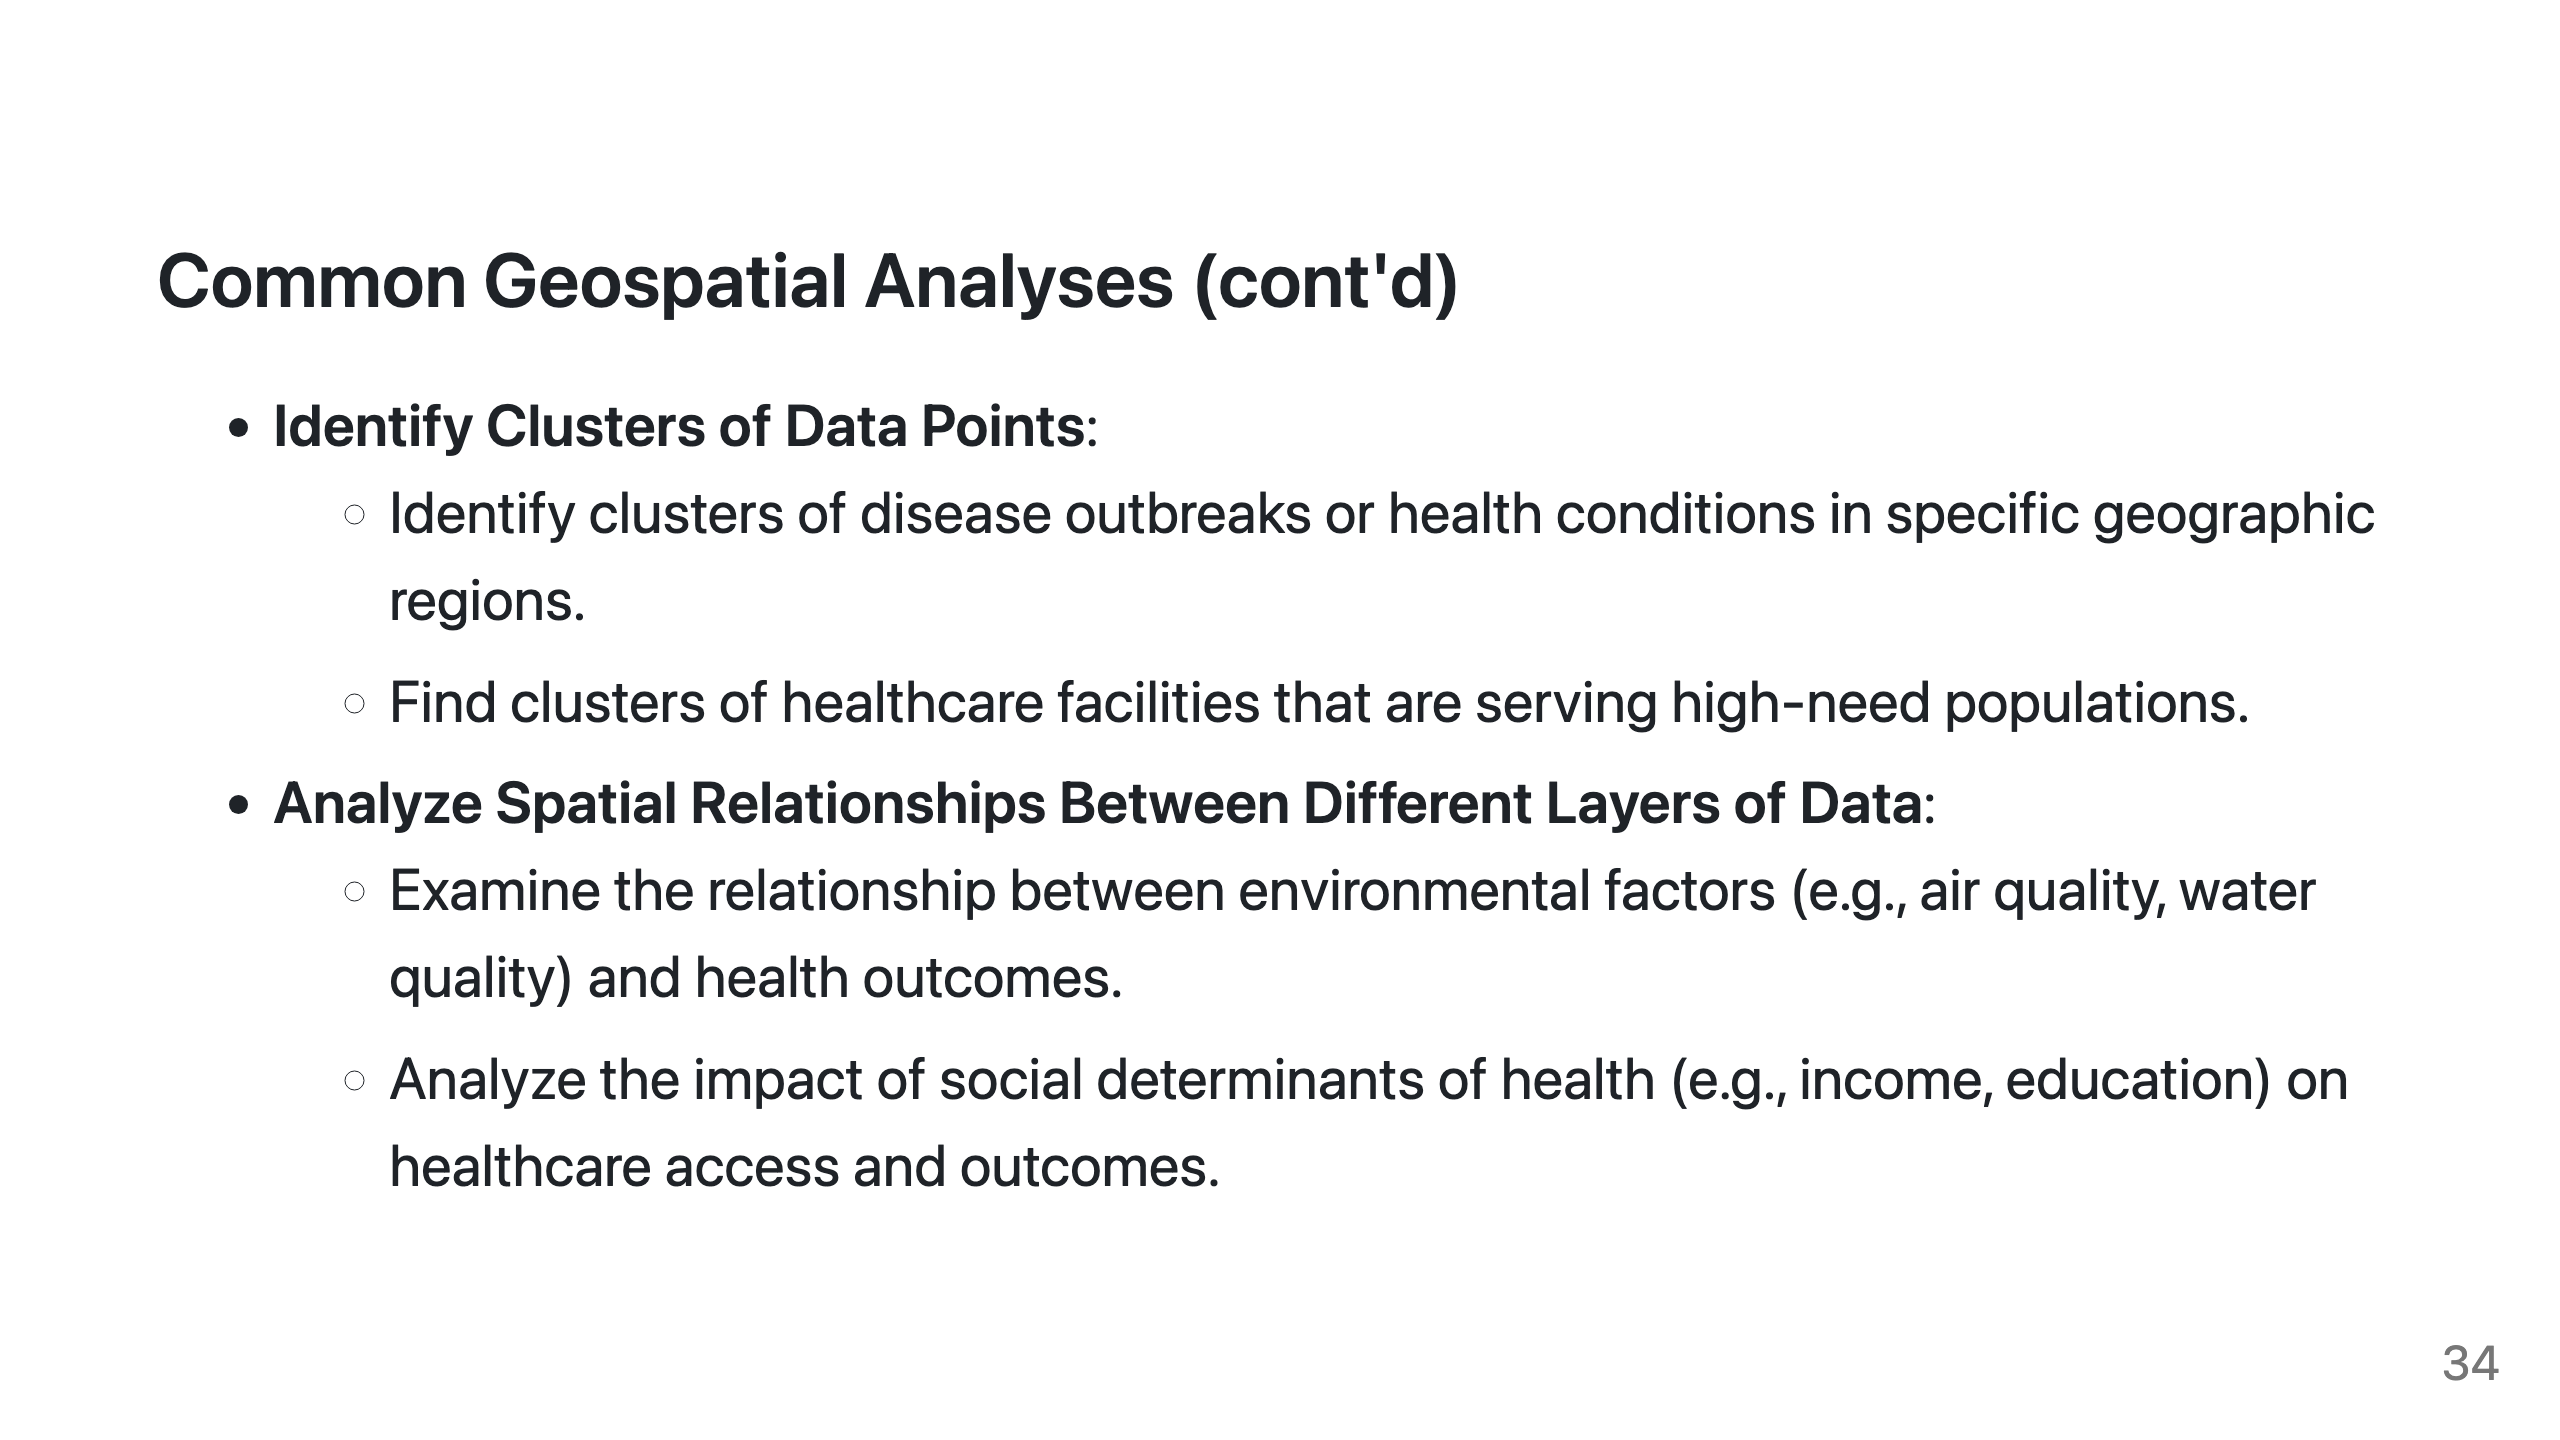 Common Geospatial Analyses (cont'd)
• Identify Clusters of Data Points:
○ Identify clusters of disease outbreaks or health conditions in specific geographic
regions.
○ Find clusters of healthcare facilities that are serving high-need populations.
• Analyze Spatial Relationships Between Different Layers of Data:
○ Examine the relationship between environmental factors (e.g., air quality, water
quality) and health outcomes.
○ Analyze the impact of social determinants of health (e.g., income, education) on
healthcare access and outcomes.
34